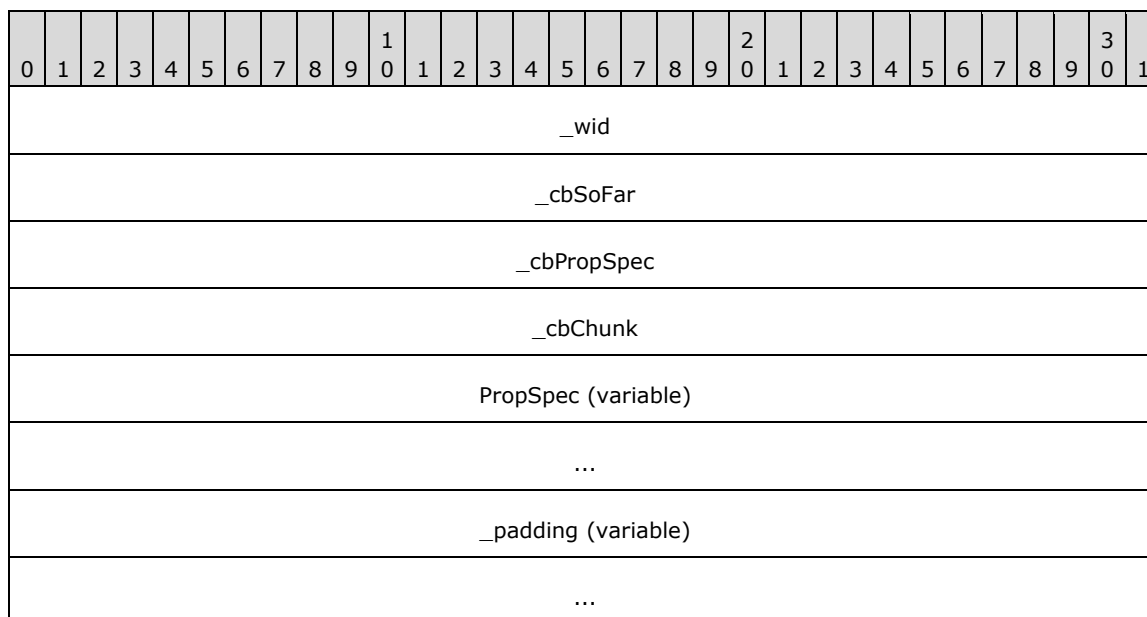 1 2 3
0 1 2 3 4 5 6 7 8 9 0 1 2 3 4 5 6 7 8 9 0 1 2 3 4 5 6 7 8 9 0 1
_wid
_cbSoFar
_cbPropSpec
_cbChunk
PropSpec (variable)
...
_padding (variable)
...